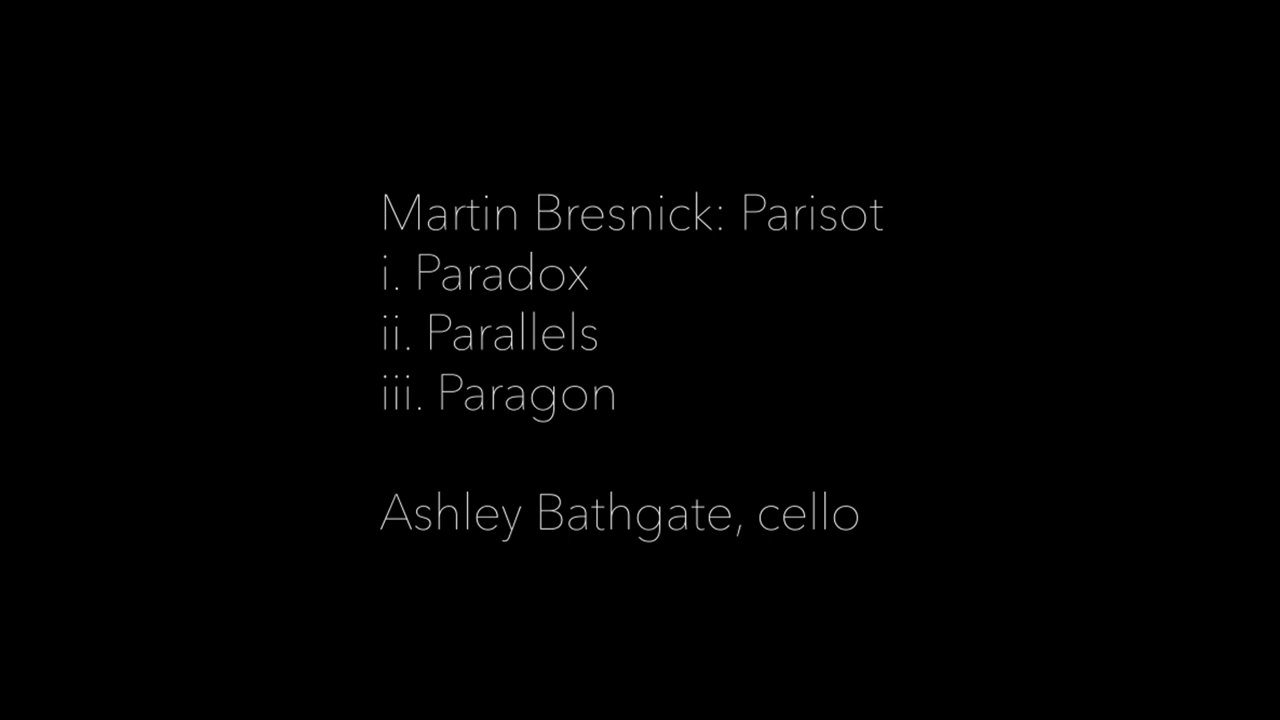 Martin Bresnick: Parisot
i. Paradox
ii. Parallels
iii. Paragon
Ashley Bathgate, cello